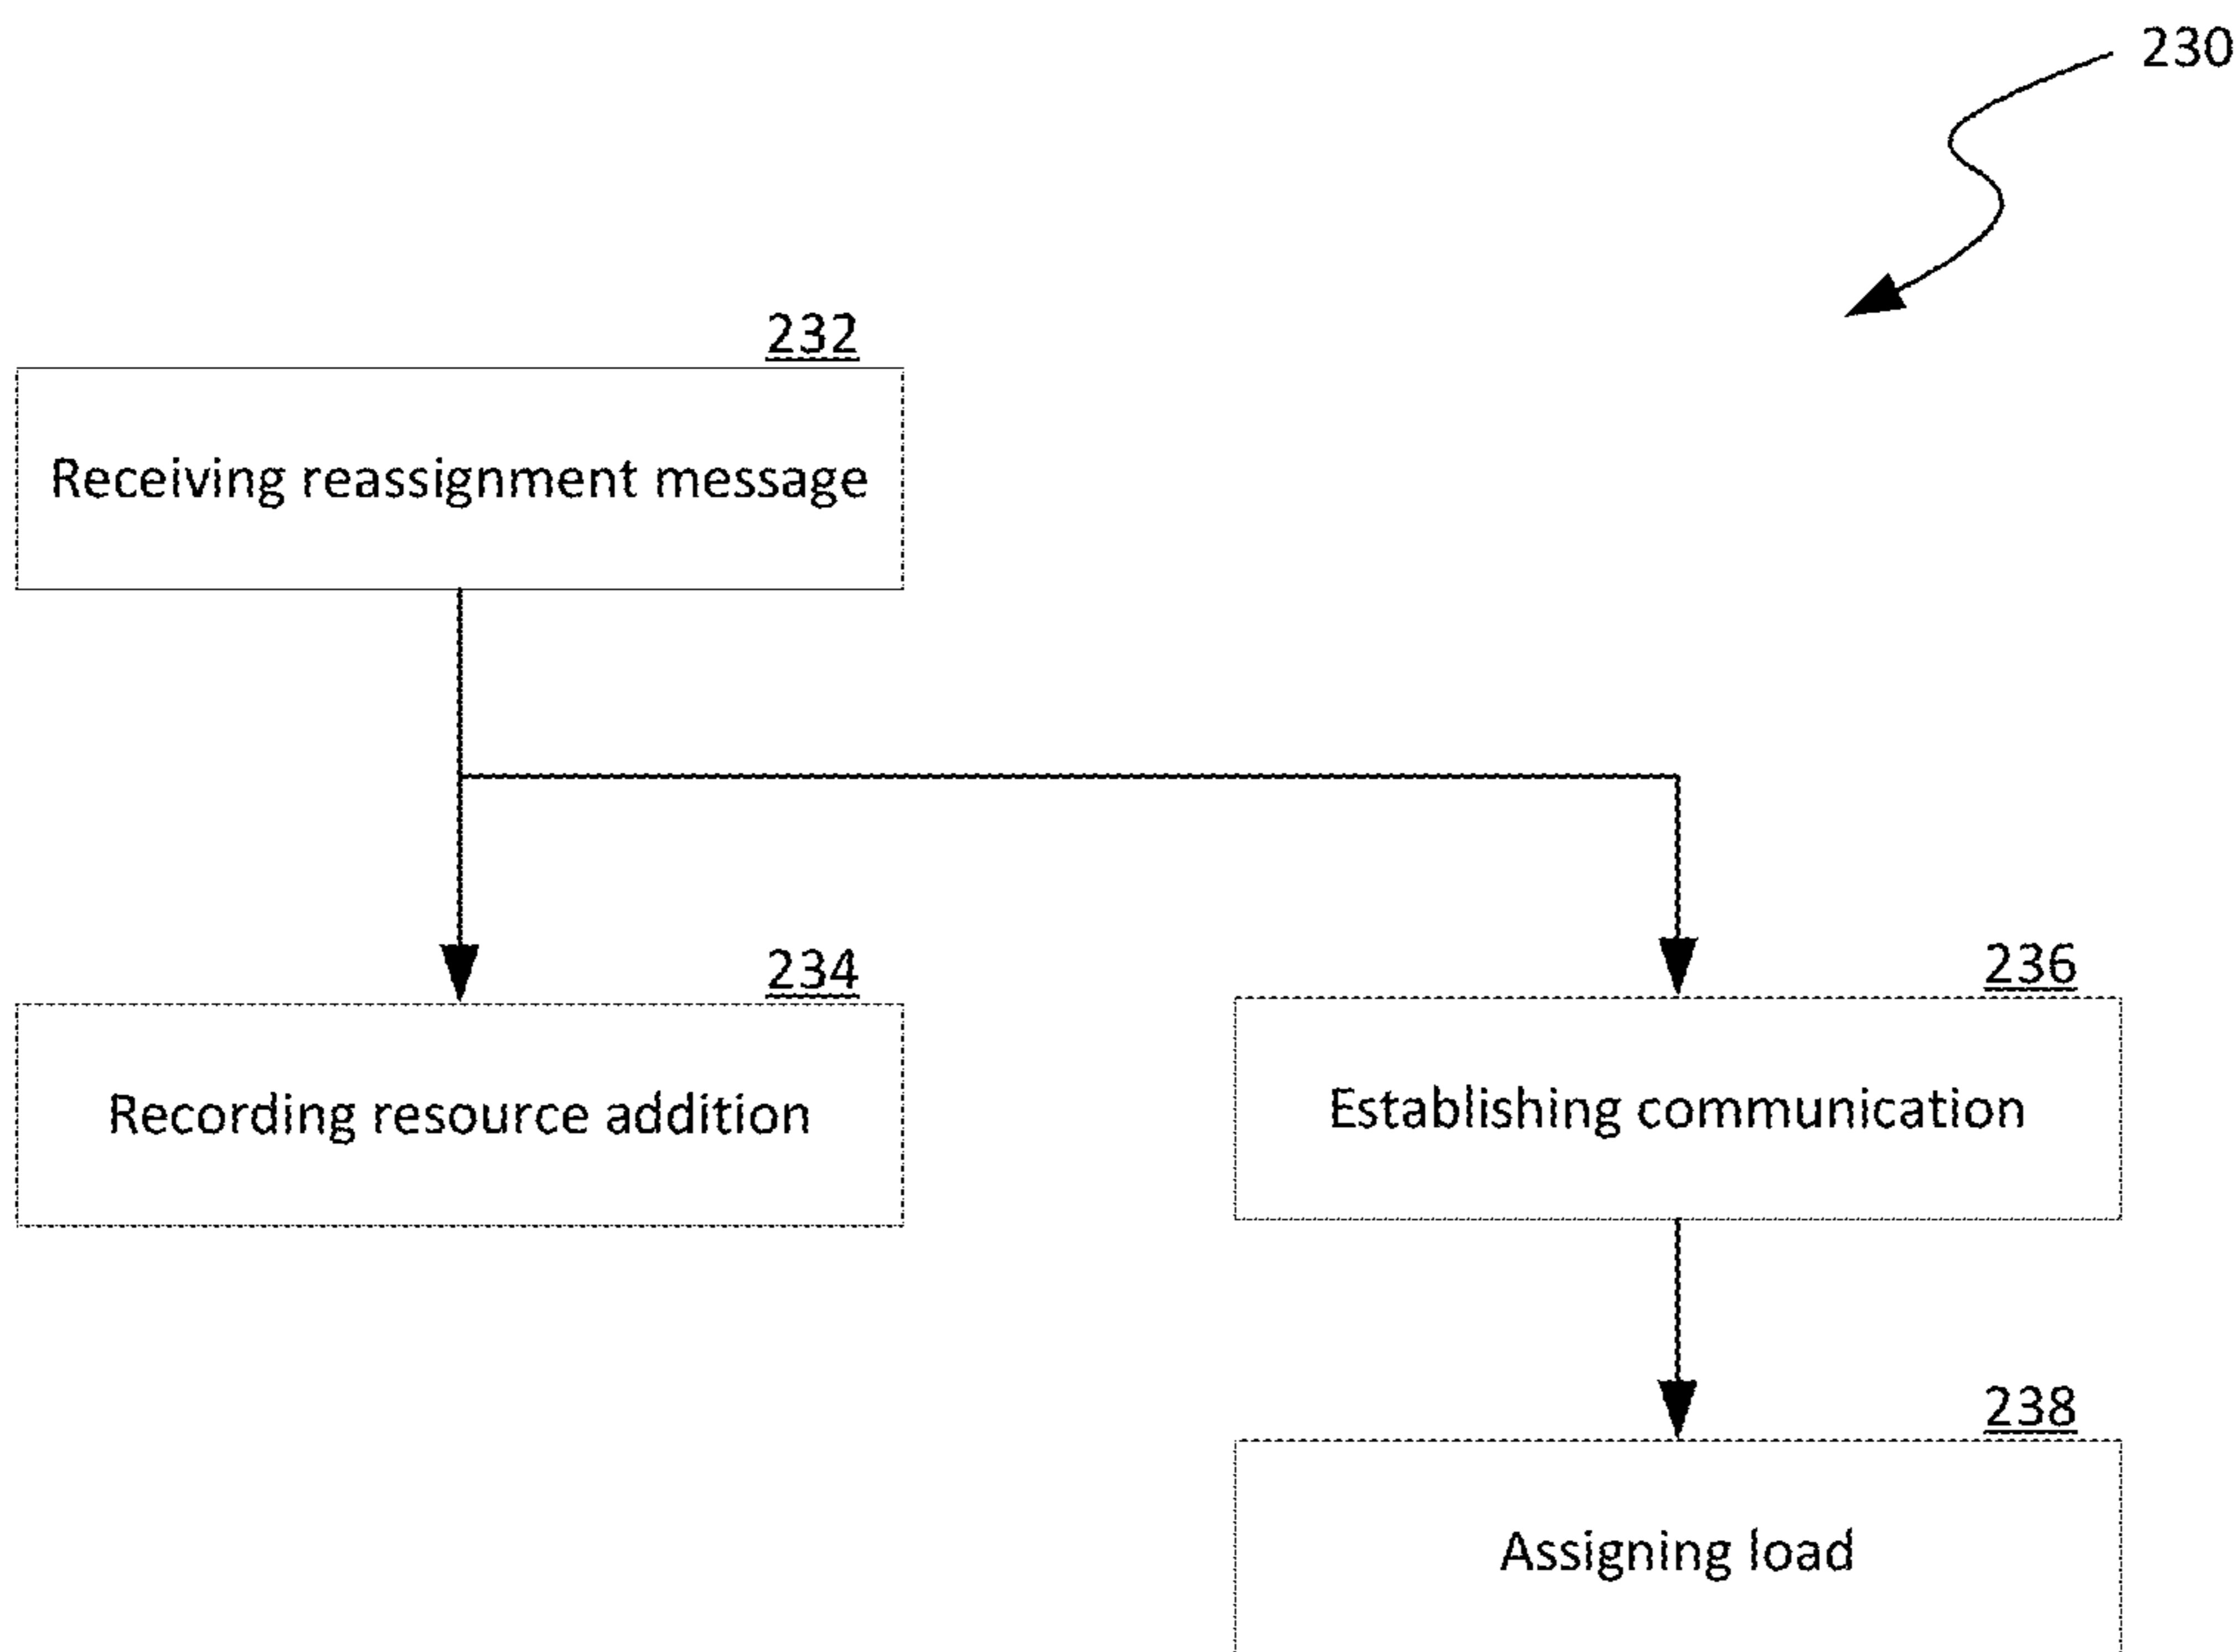 230
232
Receiving reassignment message
234
Recording resource addition
236
Establishing communication
238
Assigning load